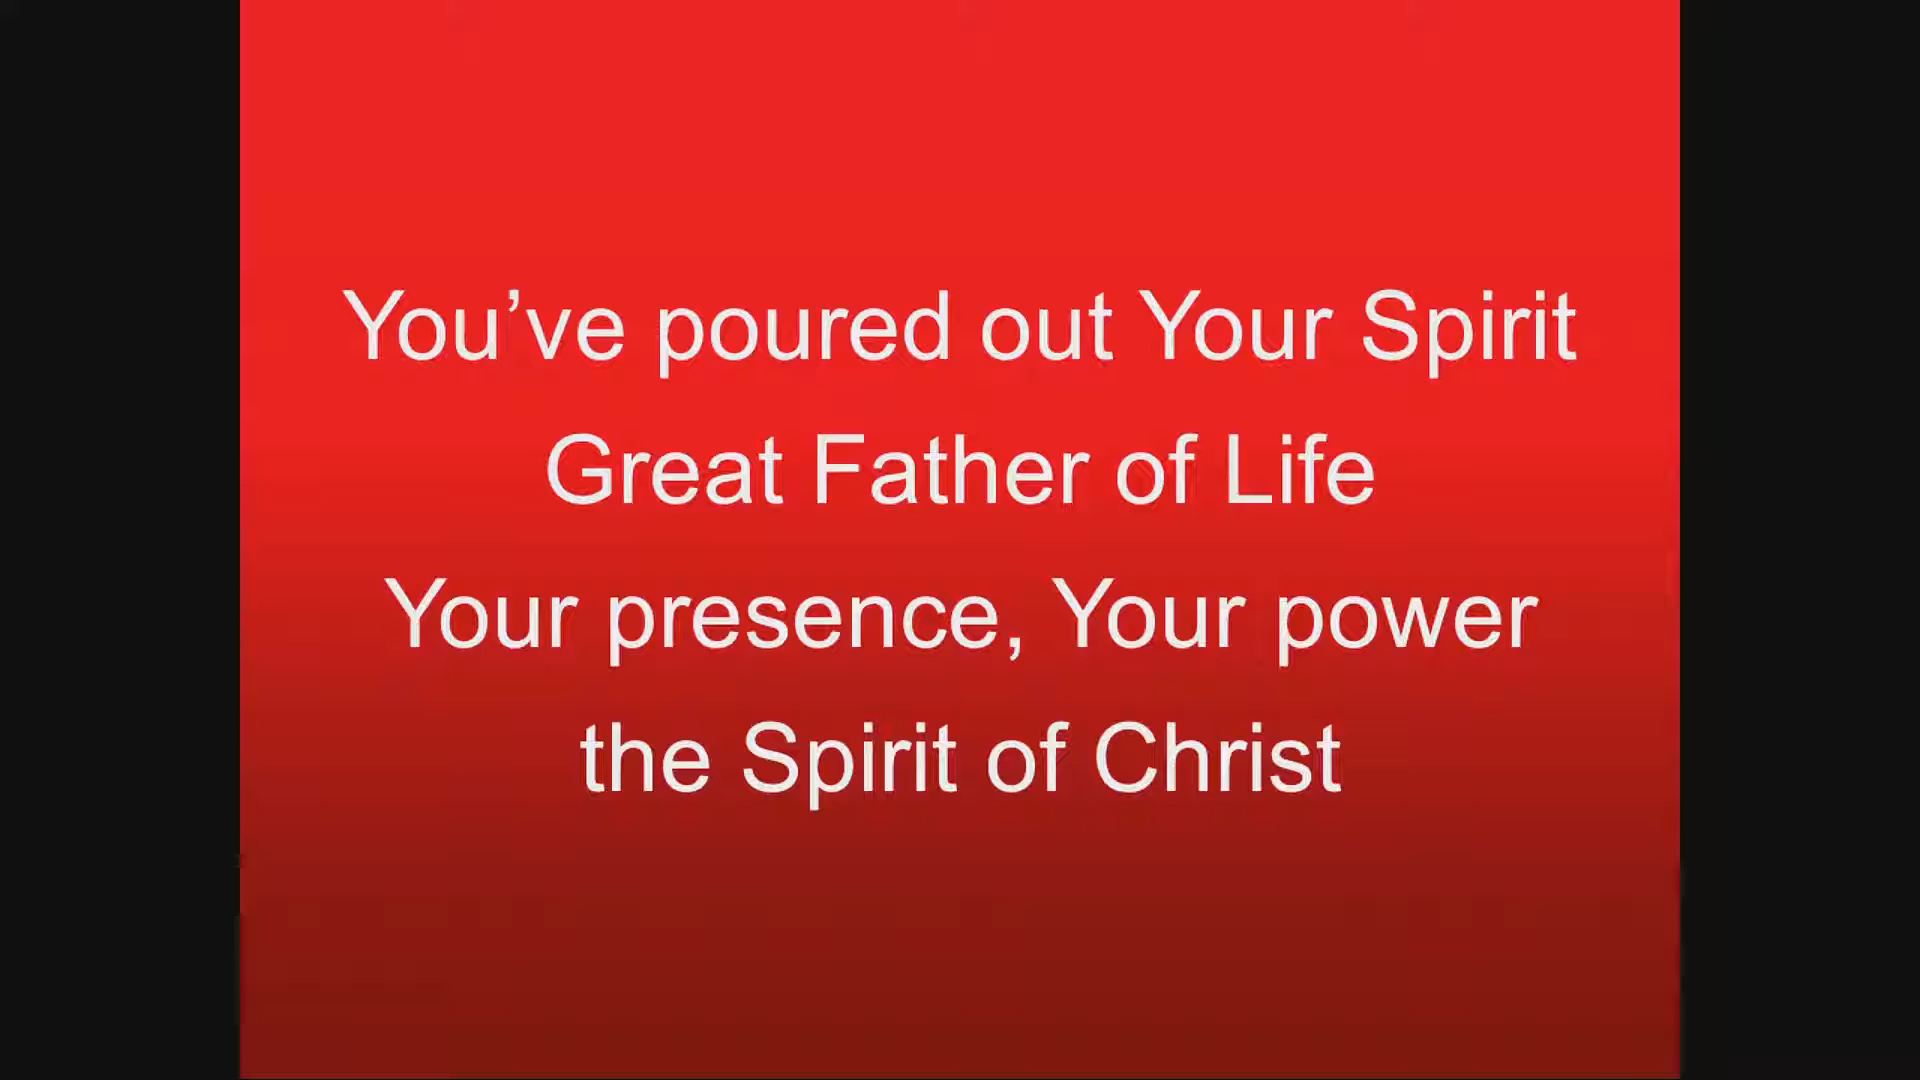 You’ve poured out Your Spirit
Great Father of Life
Your presence, Your power
the Spirit of Christ